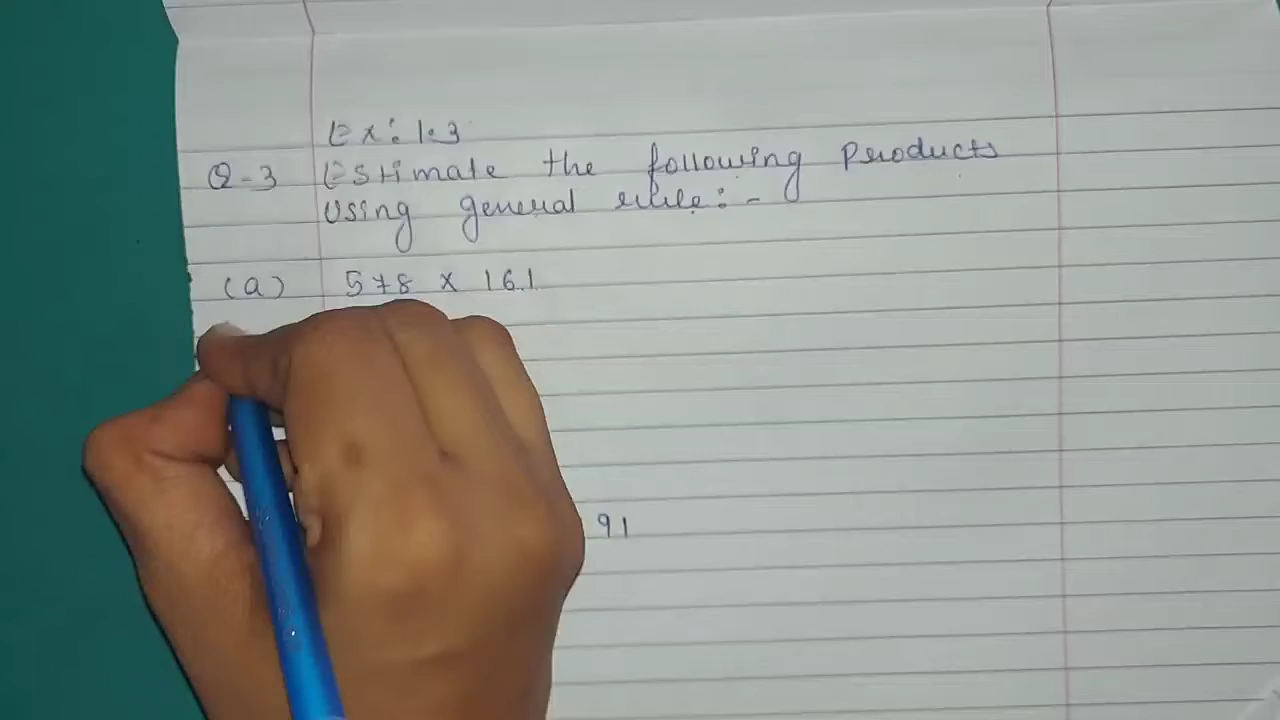 Ex: 1.3
Q-3 Estimate the following products
Using general rule:-
(a) 578 x 161
91